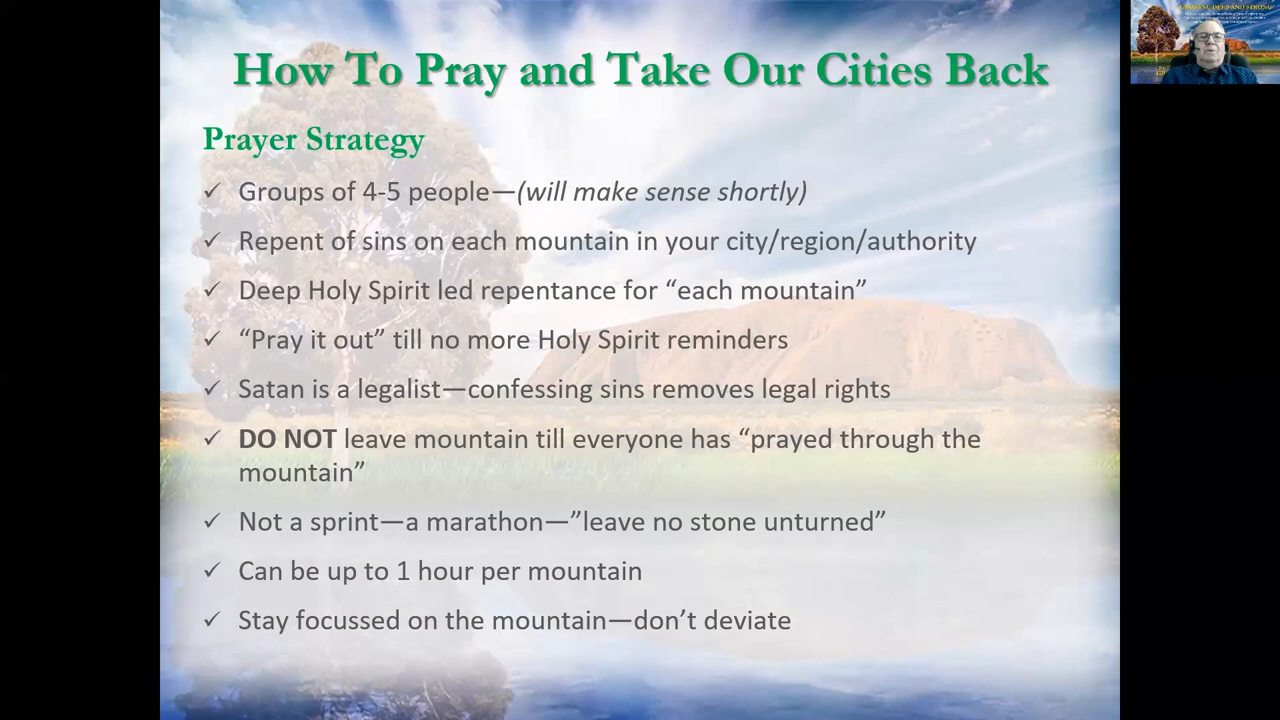 How To Pray and Take Our Cities Back
Prayer Strategy
✓ Groups of 4-5 people—(will make sense shortly)
✓ Repent of sins on each mountain in your city/region/authority
✓ Deep Holy Spirit led repentance for “each mountain”
✓ “Pray it out” till no more Holy Spirit reminders
✓ Satan is a legalist—confessing sins removes legal rights
✓ DO NOT leave mountain till everyone has “prayed through the
mountain”
✓ Not a sprint—a marathon—”leave no stone unturned”
✓ Can be up to 1 hour per mountain
✓ Stay focussed on the mountain—don’t deviate
GROWING DEEP AND STRONG